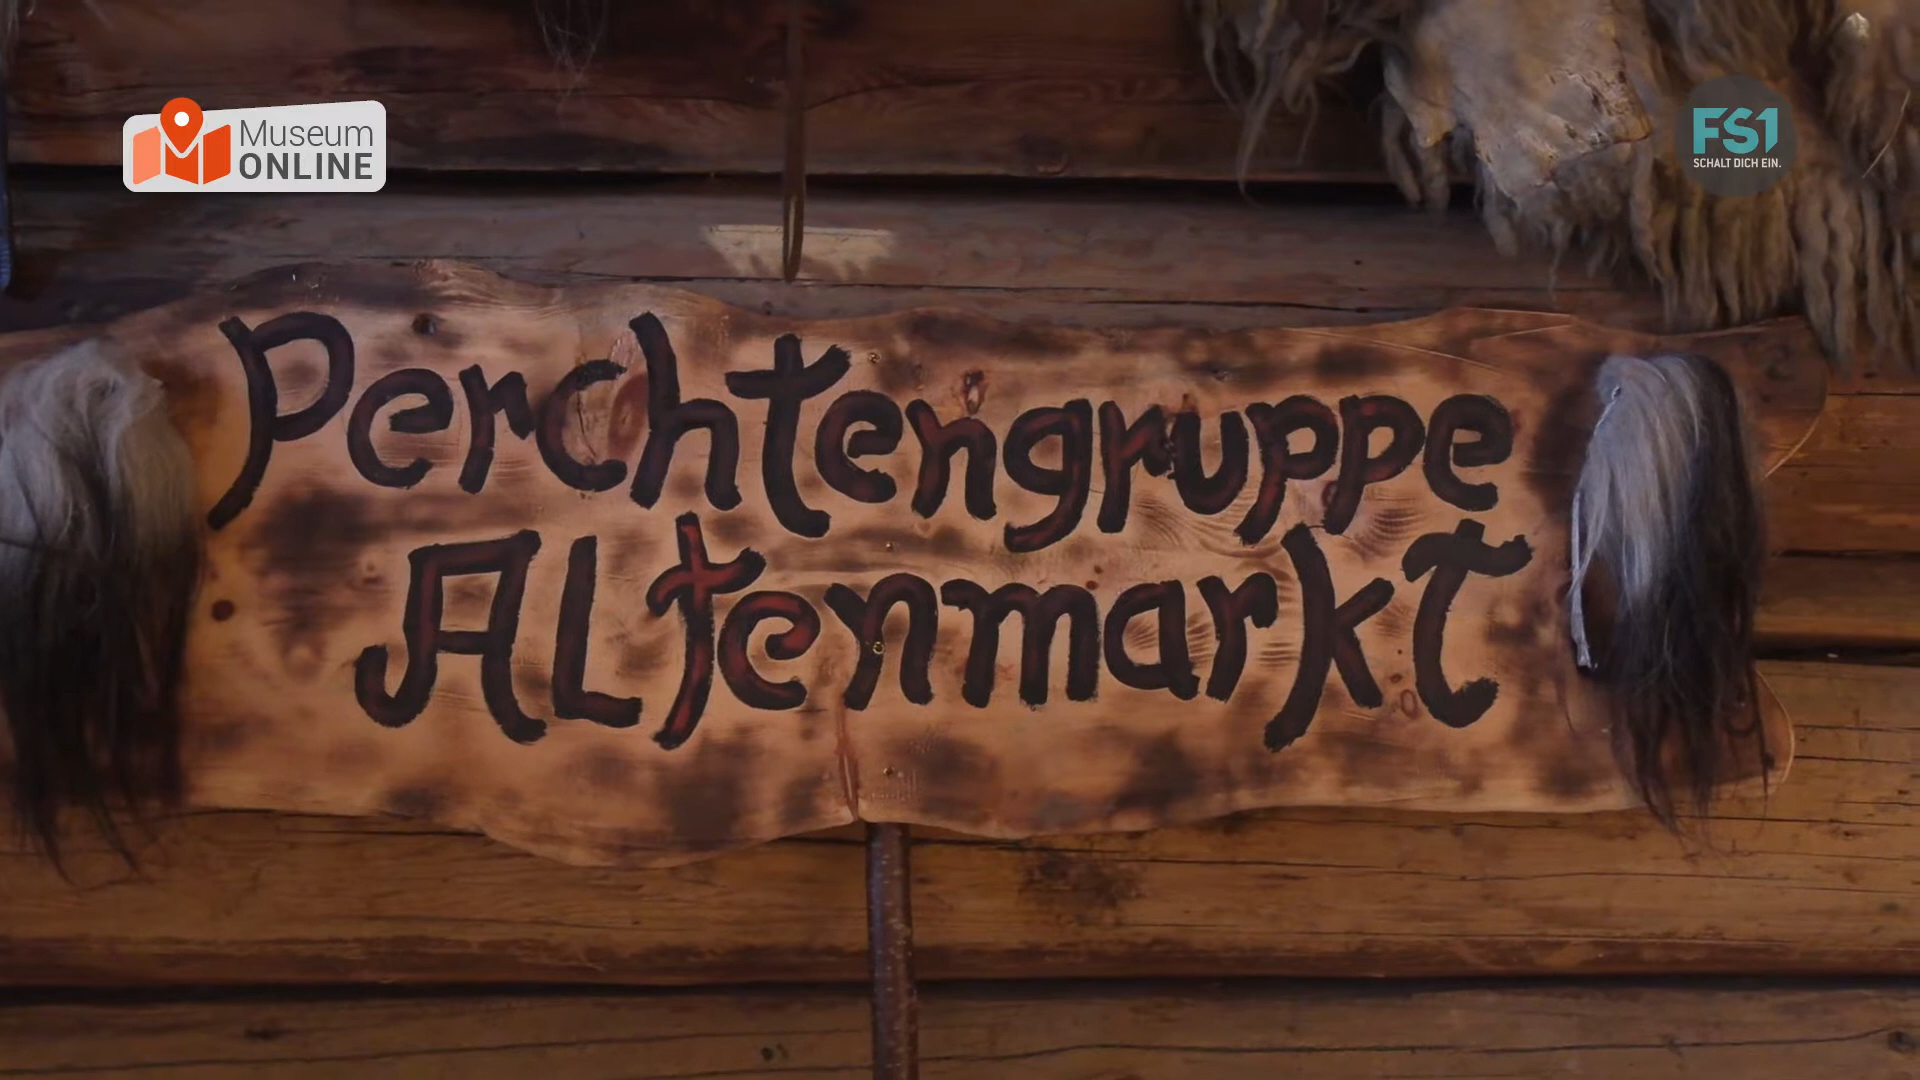 Museum
ONLINE
FS1
SCHALT DICH EIN.
Perchtengruppe
Altenmarkt